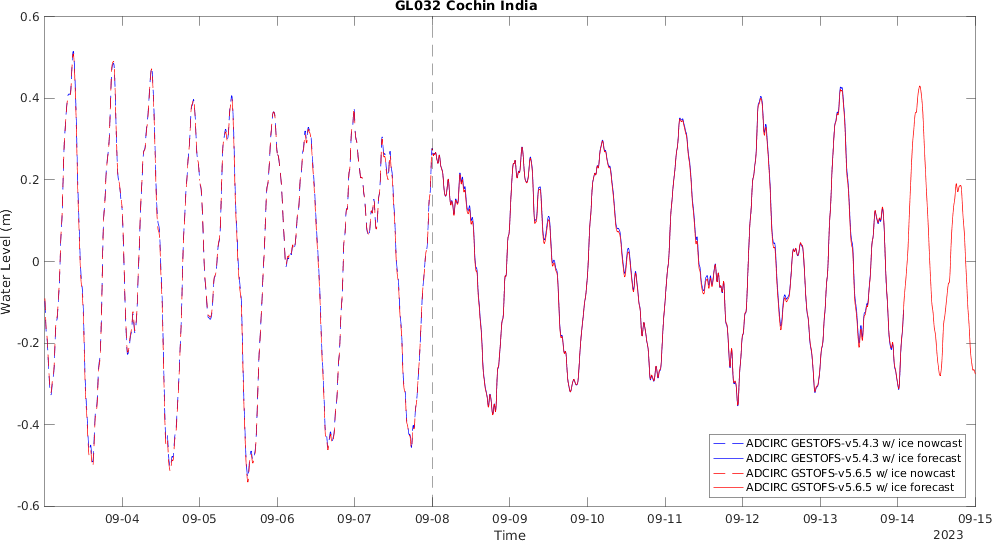 GL032 Cochin India
0.6
0.4
0.2
0
-0.2
-0.4
-0.6
Water Level (m)
09-04 09-05 09-06 09-07 09-08 09-09 09-10 09-11 09-12 09-13 09-14 09-15
Time
2023
ADCIRC GESTOFS-v5.4.3 w/ ice nowcast
ADCIRC GESTOFS-v5.4.3 w/ ice forecast
ADCIRC GSTOFS-v5.6.5 w/ ice nowcast
ADCIRC GSTOFS-v5.6.5 w/ ice forecast